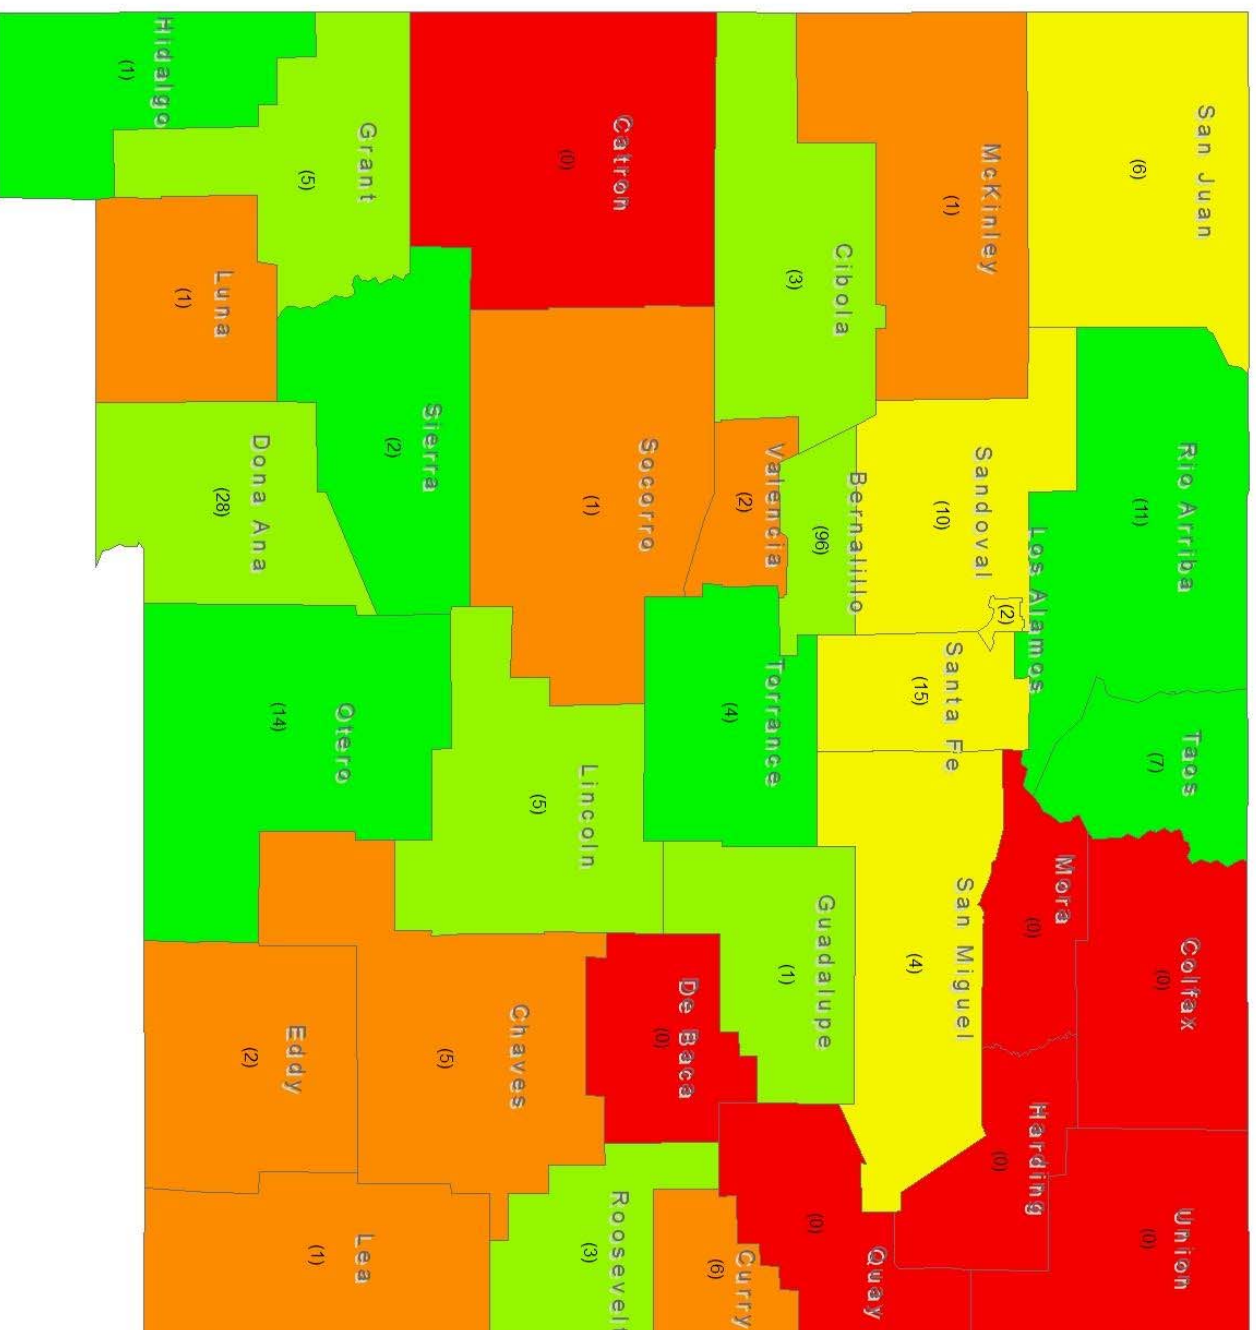 San Juan
(6)
Rio Arriba
(11)
Taos
(7)
Colfax
(0)
Union
(0)
McKinley
(1)
Sandoval
(10)
Los Alamos
(2)
Santa Fe
(15)
Mora
(0)
Harding
(0)
San Miguel
(4)
Cibola
(3)
Bernalillo
(96)
Valencia
(2)
Torrance
(4)
Guadalupe
(1)
Quay
(0)
Catron
(0)
Socorro
(1)
Lincoln
(5)
De Baca
(0)
Curry
(6)
Roosevelt
(3)
Chaves
(5)
Grant
(5)
Sierra
(2)
Otero
(14)
Eddy
(2)
Lea
(1)
Hidalgo
(1)
Luna
(1)
Dona Ana
(28)